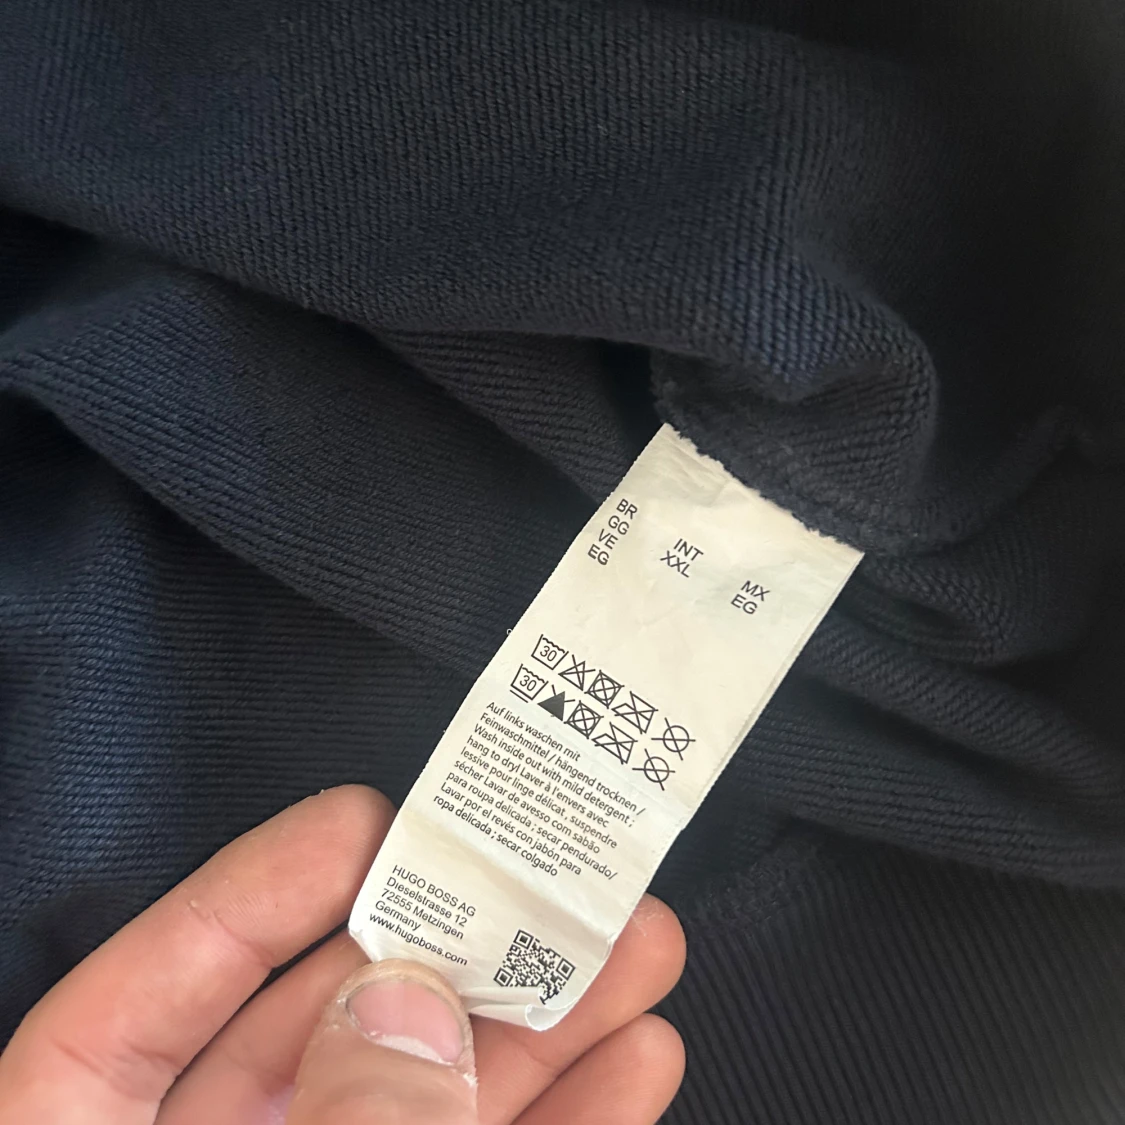 BR
GG
VE
EG
INT
XXL
MX
EG
30
30
Auf links waschen mit
Feinwaschmittel / hängend trocknen /
Wash inside out with mild detergent ;
hang to dry/ Laver à l'envers avec
lessive pour linge délicat, suspendre
sécher Lavar de avesso com sabão
para roupa delicada ; secar pendurado/
Lavar por el revés con jabón para
ropa delicada ; secar colgado
HUGO BOSS AG
Dieselstrasse 12
72555 Metzingen
Germany
www.hugoboss.com